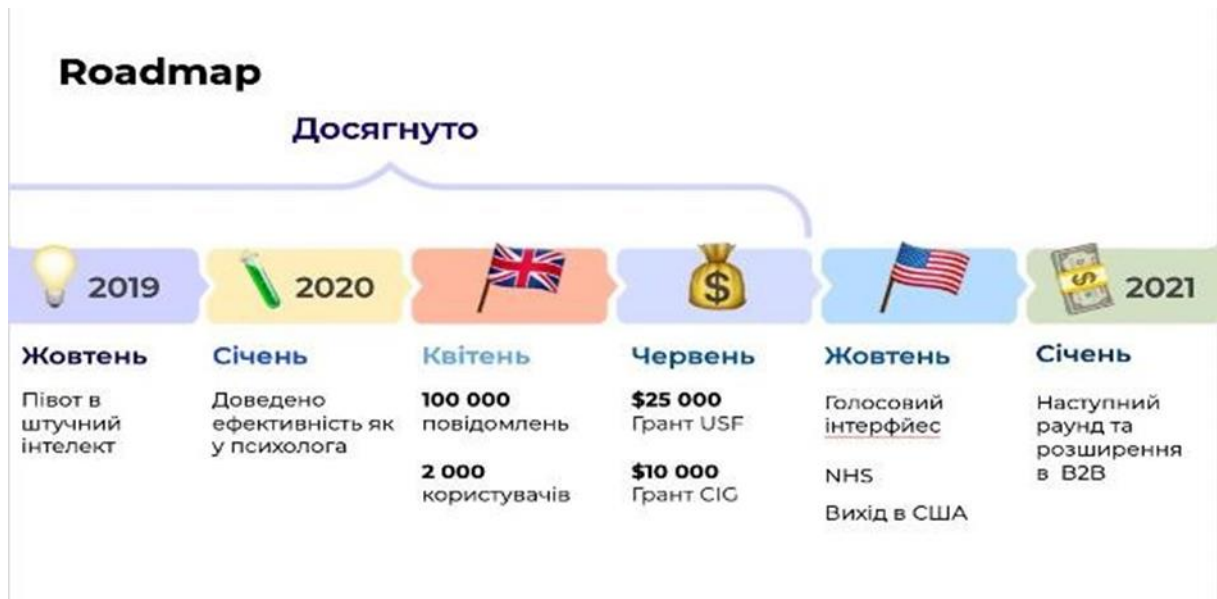 Roadmap
Досягнуто
2019
2020
2021
Жовтень
Півот в
штучний
інтелект
Січень
Доведено
ефективність як
у психолога
Квітень
100 000
повідомлень
2 000
користувачів
Червень
$25 000
Грант USF
$10 000
Грант CIG
Жовтень
Голосовий
інтерфйес
NHS
Вихід в США
Січень
Наступний
раунд та
розширення
в B2B